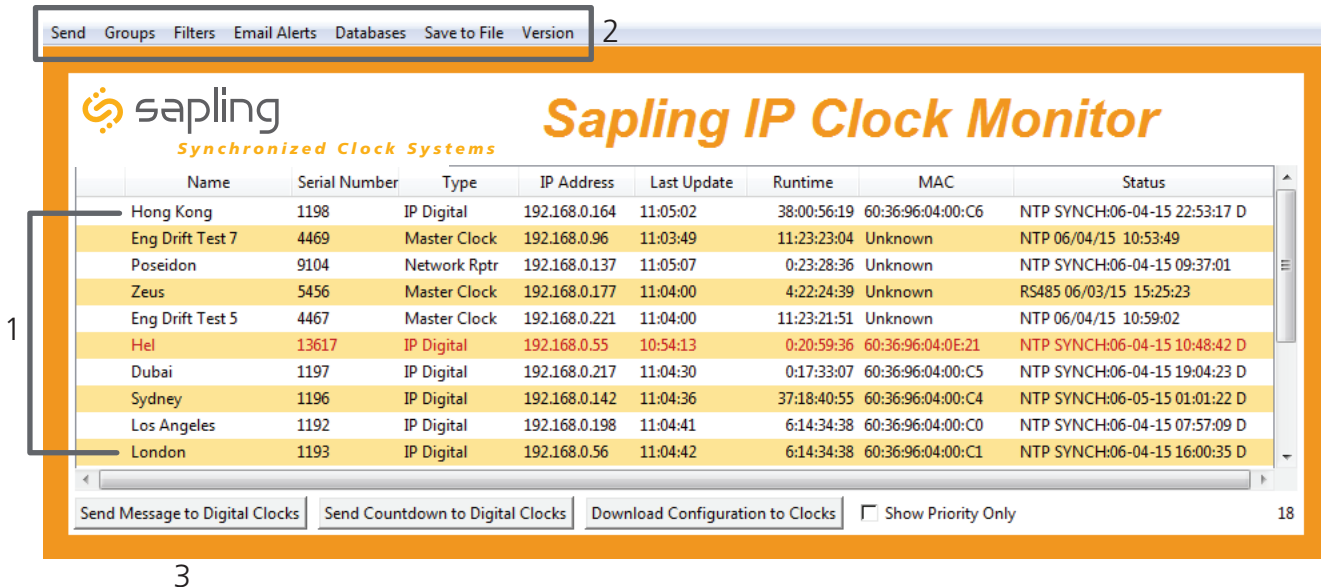 Send Groups Filters Email Alerts Databases Save to File Version 2
sapling
Synchronized Clock Systems
Sapling IP Clock Monitor
Name Serial Number Type IP Address Last Update Runtime MAC Status
Hong Kong 1198 IP Digital 192.168.0.164 11:05:02 38:00:56:19 60:36:96:04:00:C6 NTP SYNCH:06-04-15 22:53:17 D
Eng Drift Test 7 4469 Master Clock 192.168.0.96 11:03:49 11:23:23:04 Unknown NTP 06/04/15 10:53:49
Poseidon 9104 Network Rptr 192.168.0.137 11:05:07 0:23:28:36 Unknown NTP SYNCH:06-04-15 09:37:01
Zeus 5456 Master Clock 192.168.0.177 11:04:00 4:22:24:39 Unknown RS485 06/03/15 15:25:23
1
Eng Drift Test 5 4467 Master Clock 192.168.0.221 11:04:00 11:23:21:51 Unknown NTP 06/04/15 10:59:02
Hel 13617 IP Digital 192.168.0.55 10:54:13 0:20:59:36 60:36:96:04:0E:21 NTP SYNCH:06-04-15 10:48:42 D
Dubai 1197 IP Digital 192.168.0.217 11:04:30 0:17:33:07 60:36:96:04:00:C5 NTP SYNCH:06-04-15 19:04:23 D
Sydney 1196 IP Digital 192.168.0.142 11:04:36 37:18:40:55 60:36:96:04:00:C4 NTP SYNCH:06-05-15 01:01:22 D
Los Angeles 1192 IP Digital 192.168.0.198 11:04:41 6:14:34:38 60:36:96:04:00:C0 NTP SYNCH:06-04-15 07:57:09 D
London 1193 IP Digital 192.168.0.56 11:04:42 6:14:34:38 60:36:96:04:00:C1 NTP SYNCH:06-04-15 16:00:35 D
Send Message to Digital Clocks Send Countdown to Digital Clocks Download Configuration to Clocks Show Priority Only 18
3